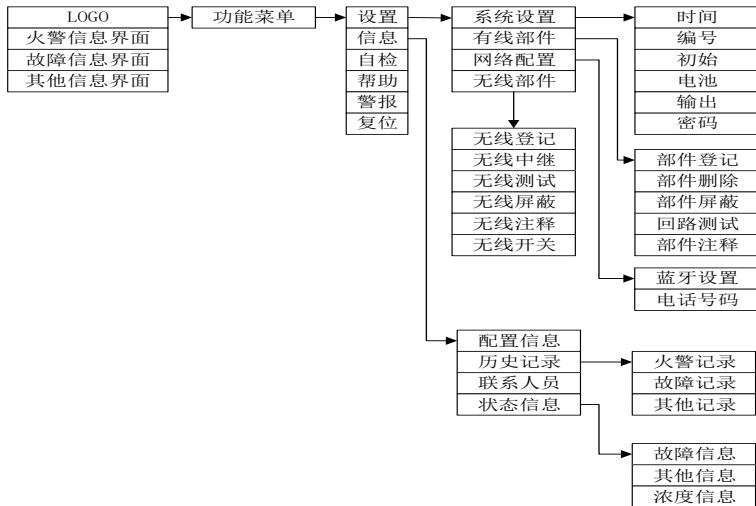 LOGO
火警信息界面
故障信息界面
其他信息界面
功能菜单
设置
信息
自检
帮助
警报
复位
系统设置
有线部件
网络配置
无线部件
时间
编号
初始
电池
输出
密码
无线登记
无线中继
无线测试
无线屏蔽
无线注释
无线开关
部件登记
部件删除
部件屏蔽
回路测试
部件注释
蓝牙设置
电话号码
配置信息
历史记录
联系人员
状态信息
火警记录
故障记录
其他记录
故障信息
其他信息
浓度信息